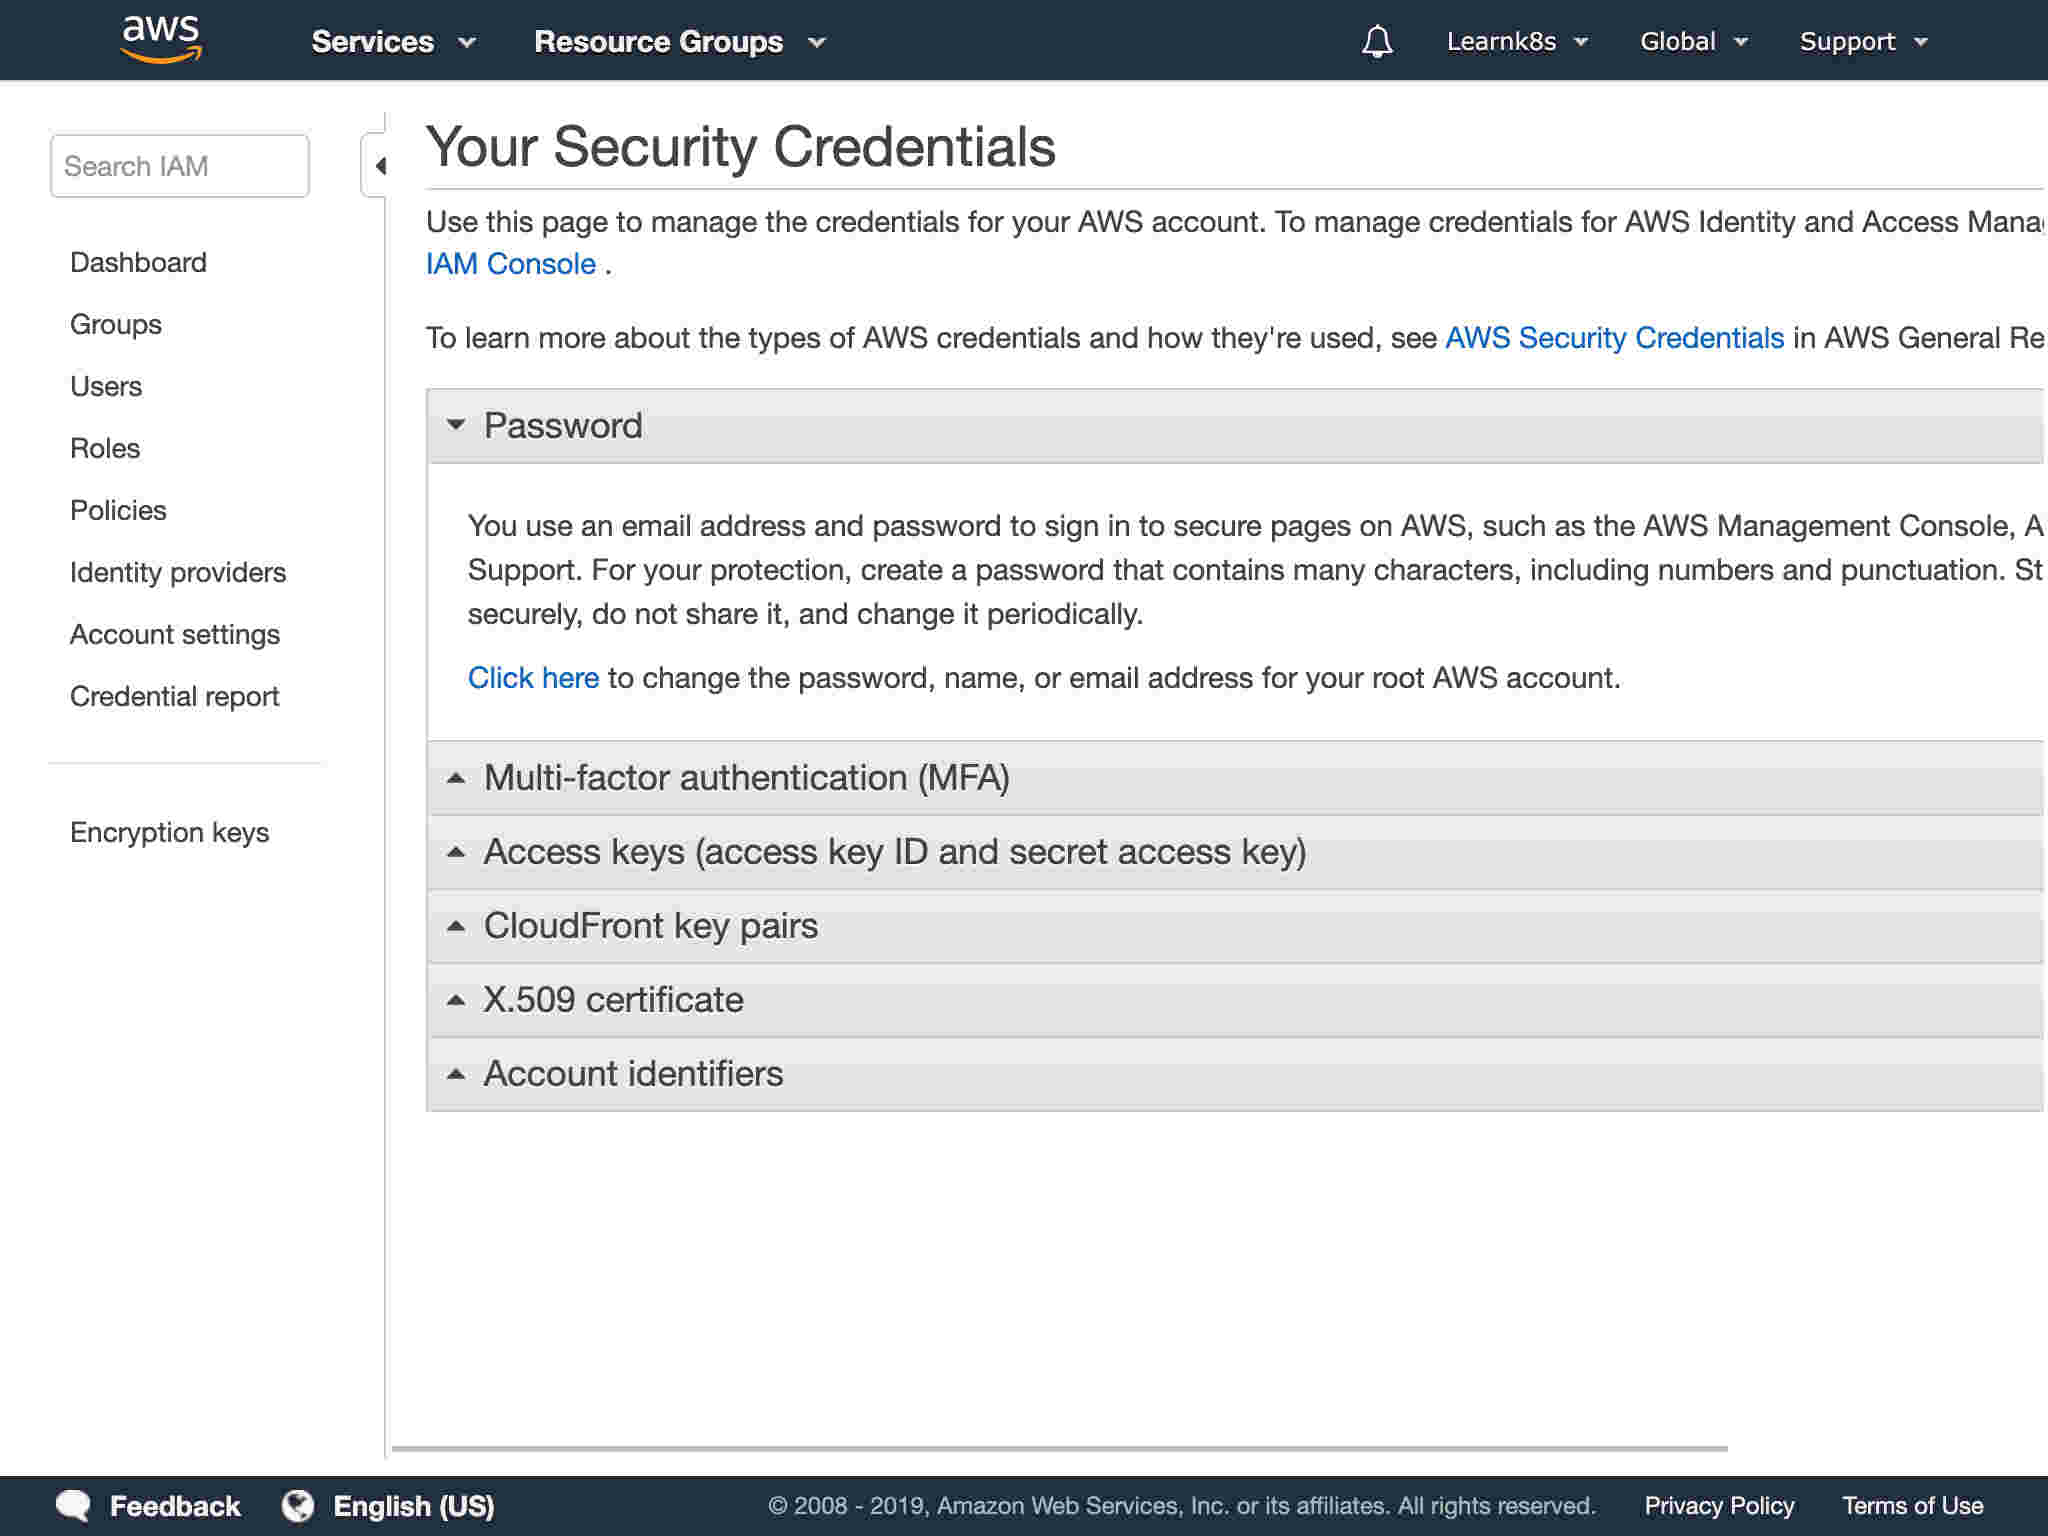 aws
Services
Resource Groups
Learnk8s
Global
Support
Search IAM
Dashboard
Groups
Users
Roles
Policies
Identity providers
Account settings
Credential report
Encryption keys
Your Security Credentials
Use this page to manage the credentials for your AWS account. To manage credentials for AWS Identity and Access
IAM Console .
To learn more about the types of AWS credentials and how they're used, see AWS Security Credentials in AWS General
Password
You use an email address and password to sign in to secure pages on AWS, such as the AWS Management Console,
Support. For your protection, create a password that contains many characters, including numbers and punctuation.
securely, do not share it, and change it periodically.
Click here to change the password, name, or email address for your root AWS account.
Multi-factor authentication (MFA)
Access keys (access key ID and secret access key)
CloudFront key pairs
X.509 certificate
Account identifiers
Feedback
English (US)
© 2008 - 2019, Amazon Web Services, Inc. or its affiliates. All rights reserved.
Privacy Policy
Terms of Use